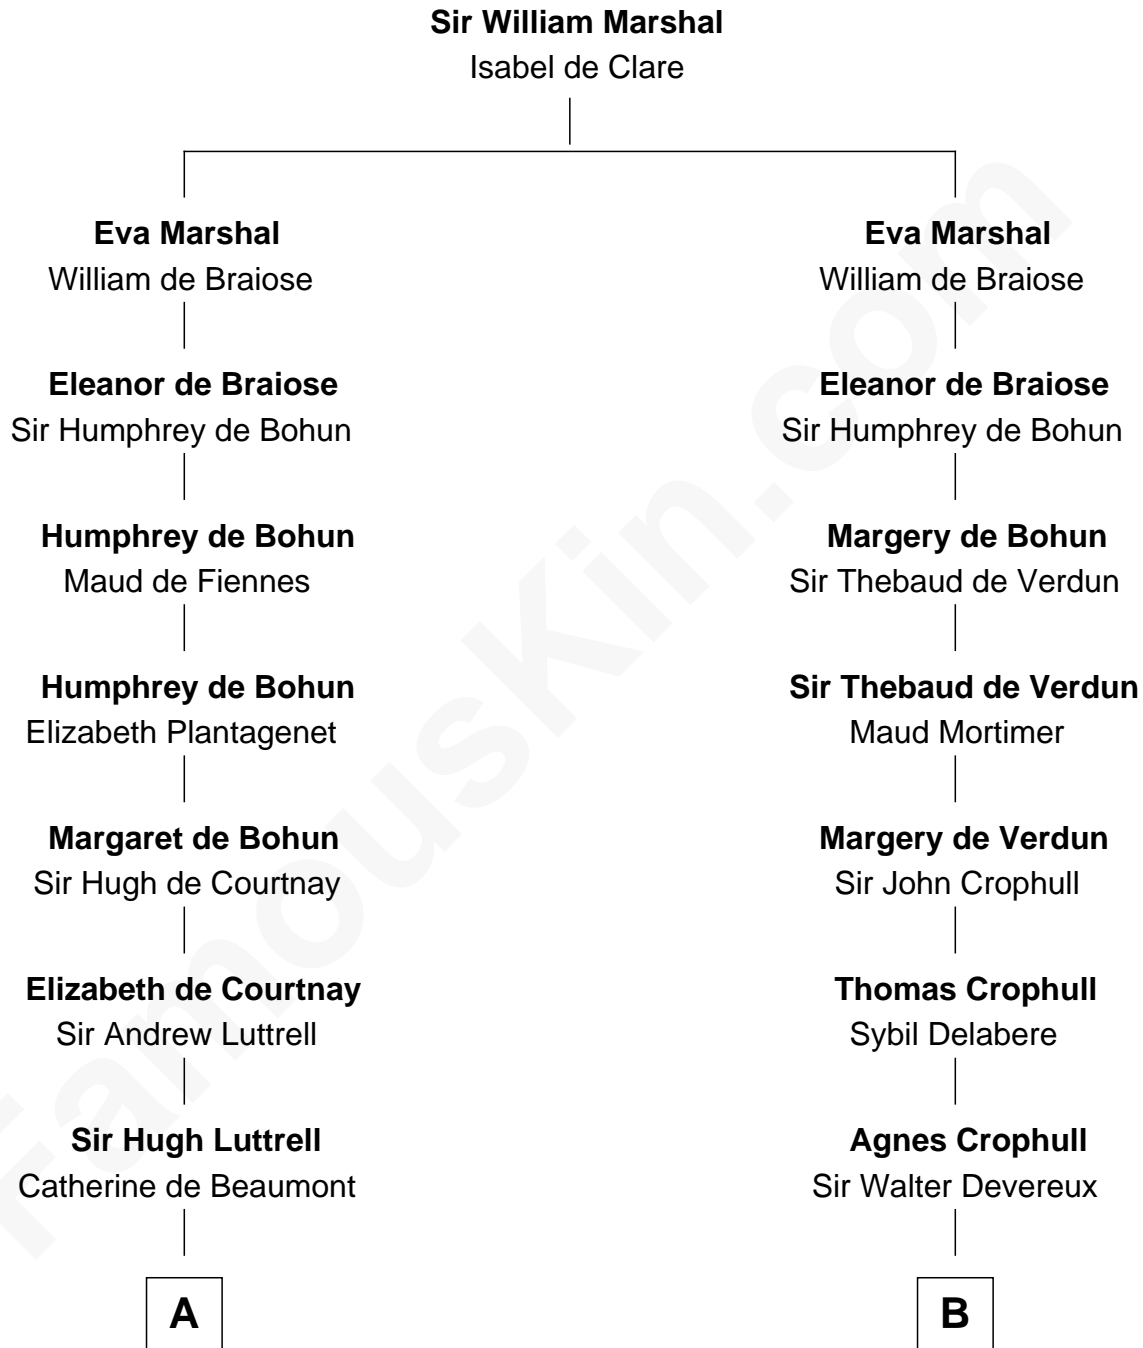 Sir William Marshal
Isabel de Clare
Eva Marshal
William de Braiose
Eleanor de Braiose
Sir Humphrey de Bohun
Humphrey de Bohun
Maud de Fiennes
Humphrey de Bohun
Elizabeth Plantagenet
Margaret de Bohun
Sir Hugh de Courtnay
Elizabeth de Courtnay
Sir Andrew Luttrell
Sir Hugh Luttrell
Catherine de Beaumont
A
Eva Marshal
William de Braiose
Eleanor de Braiose
Sir Humphrey de Bohun
Margery de Bohun
Sir Thebaud de Verdun
Sir Thebaud de Verdun
Maud Mortimer
Margery de Verdun
Sir John Crophull
Thomas Crophull
Sybil Delabere
Agnes Crophull
Sir Walter Devereux
B
FamousKin.com